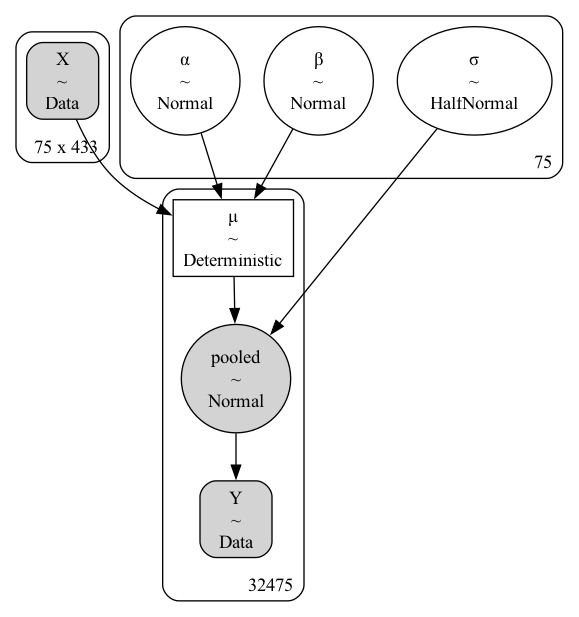 X
~
Data
75 x 433
α
~
Normal
β
~
Normal
σ
~
HalfNormal
75
μ
~
Deterministic
pooled
~
Normal
Y
~
Data
32475